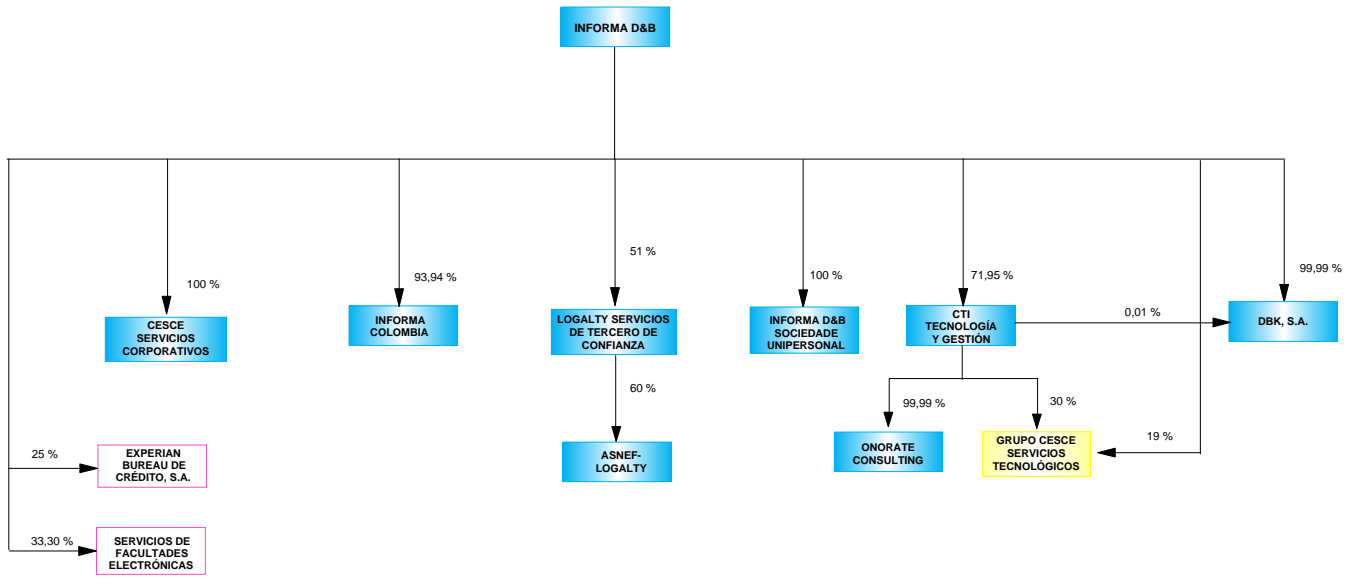 INFORMA D&B
51 %
93,94 %
100 %
71,95 %
99,99 %
100 %
CESCE
SERVICIOS
CORPORATIVOS
INFORMA
COLOMBIA
LOGALTY SERVICIOS
DE TERCERO DE
CONFIANZA
INFORMA D&B
SOCIEDADE
UNIPERSONAL
CTI
TECNOLOGÍA
Y GESTIÓN
0,01 %
DBK, S.A.
60 %
99,99 %
30 %
19 %
25 %
EXPERIAN
BUREAU DE
CRÉDITO, S.A.
ASNEF-
LOGALTY
ONORATE
CONSULTING
GRUPO CESCE
SERVICIOS
TECNOLÓGICOS
33,30 %
SERVICIOS DE
FACULTADES
ELECTRÓNICAS